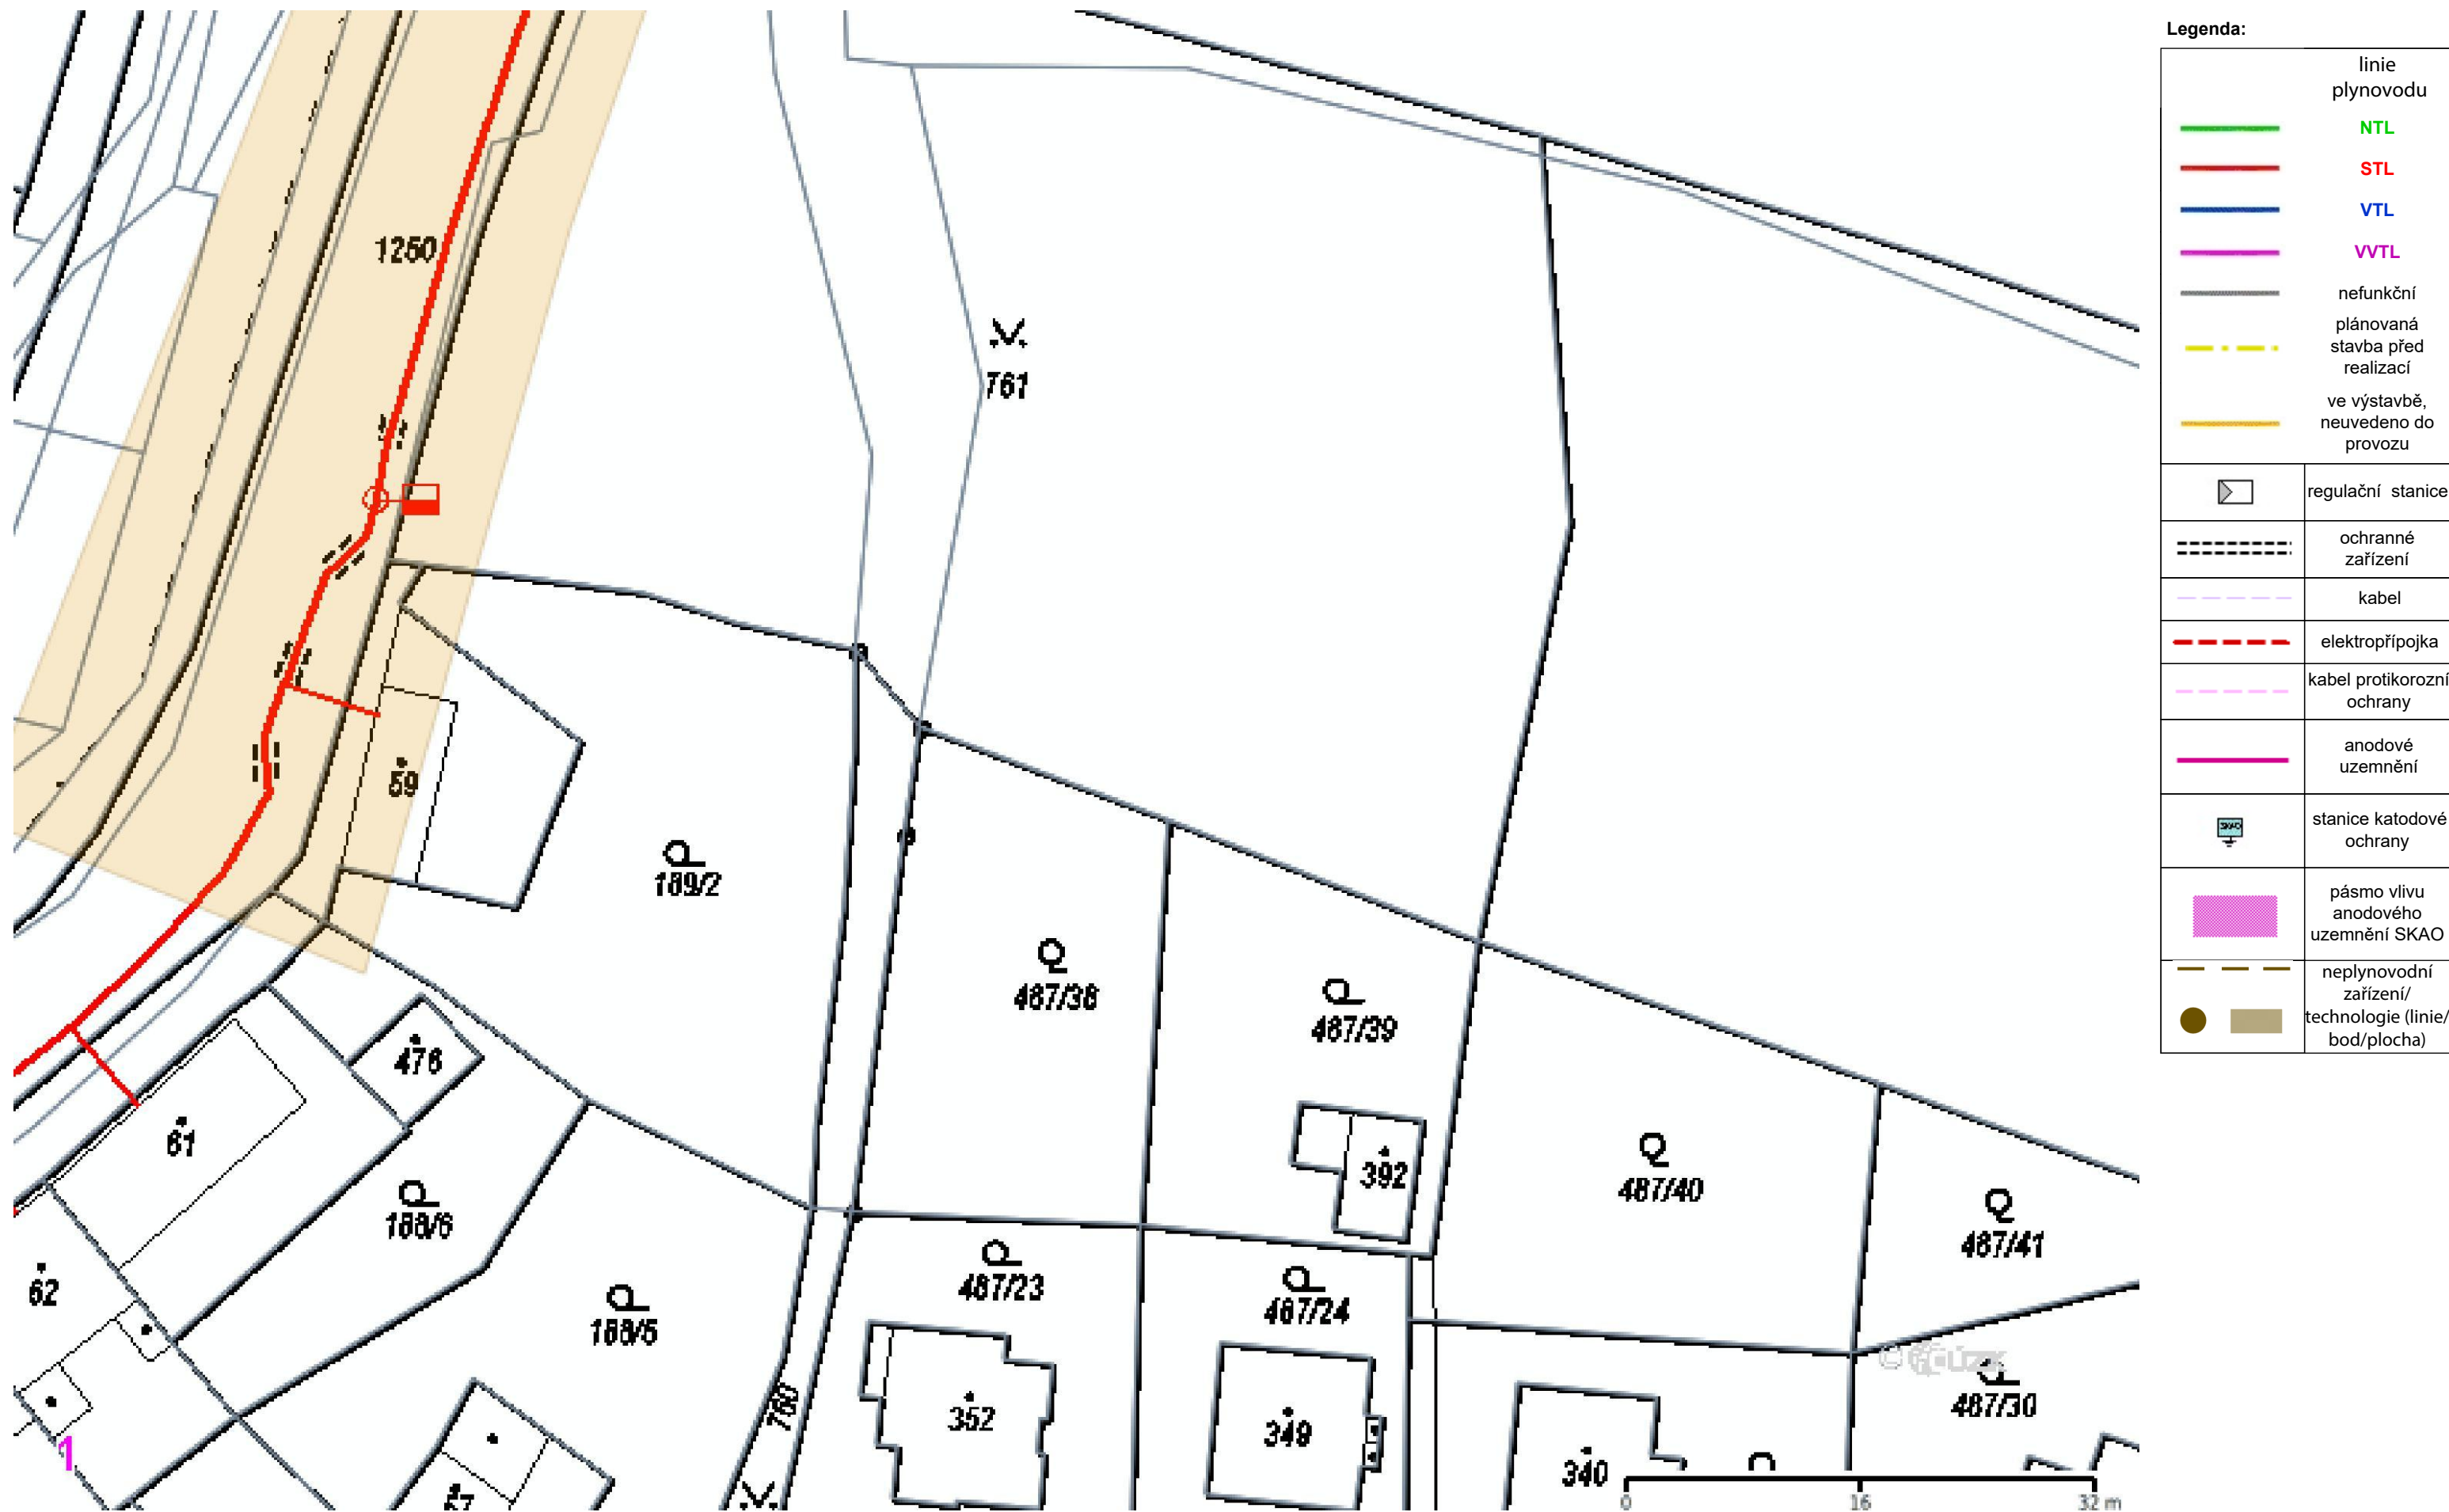 Legenda:
linie
plynovodu
NTL
STL
VTL
VVTL
nefunkční
plánovaná
stavba před
realizací
ve výstavbě,
neuvedeno do
provozu
regulační stanice
ochranné
zařízení
kabel
elektropřípojka
kabel protikorozní
ochrany
anodové
uzemnění
SKAO
stanice katodové
ochrany
pásmo vlivu
anodového
uzemnění SKAO
neplynovodní
zařízení/
technologie (linie/
bod/plocha)
1250
761
59
189/2
487/38
487/39
476
61
392
487/40
188/6
487/41
62
487/23
487/24
188/5
760
352
349
487/30
340
1
57
© ČÚZK
0 16 32 m